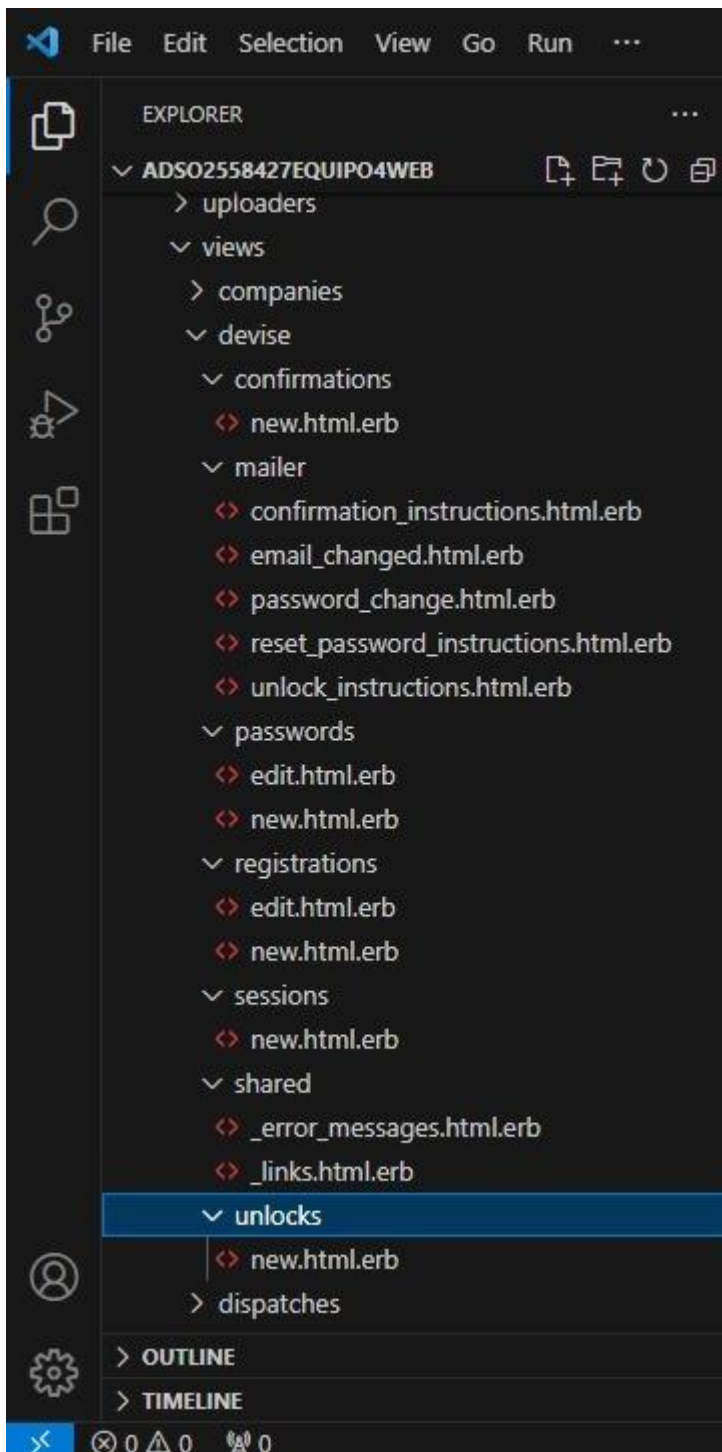 File Edit Selection View Go Run ···
EXPLORER ···
ADSO2558427EQUIPO4WEB
uploaders
views
companies
devise
confirmations
new.html.erb
mailer
confirmation_instructions.html.erb
email_changed.html.erb
password_change.html.erb
reset_password_instructions.html.erb
unlock_instructions.html.erb
passwords
edit.html.erb
new.html.erb
registrations
edit.html.erb
new.html.erb
sessions
new.html.erb
shared
_error_messages.html.erb
_links.html.erb
unlocks
new.html.erb
dispatches
OUTLINE
TIMELINE
0 0 0